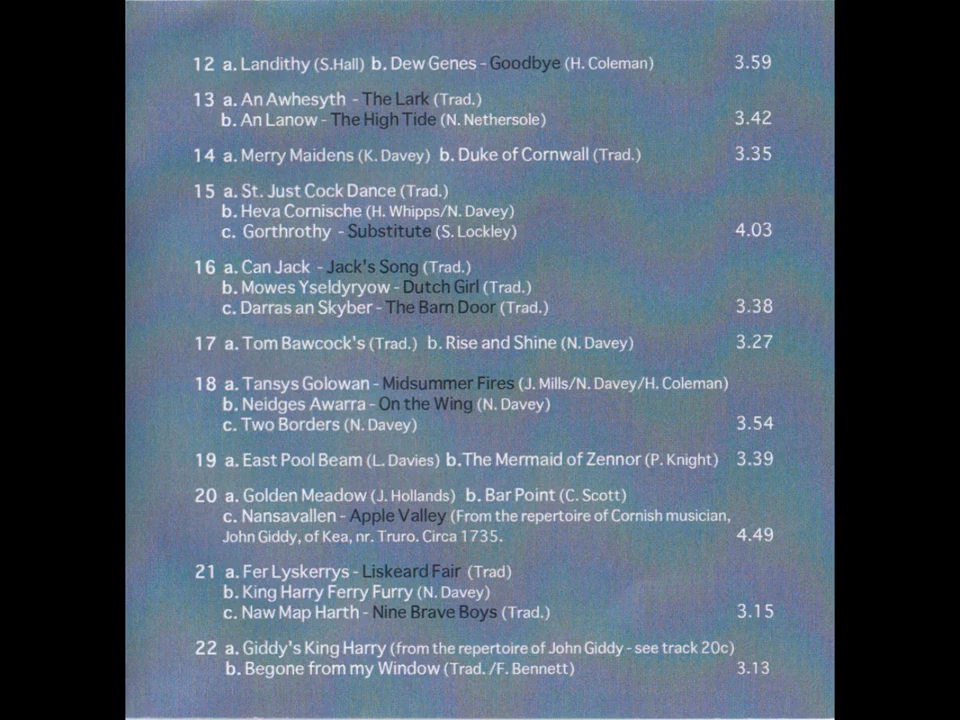 12 a. Landithy (S.Hall) b. Dew Genes - Goodbye (H. Coleman) 3.59
13 a. An Awhesyth - The Lark (Trad.)
b. An Lanow - The High Tide (N. Nethersole) 3.42
14 a. Merry Maidens (K. Davey) b. Duke of Cornwall (Trad.) 3.35
15 a. St. Just Cock Dance (Trad.)
b. Heva Cornische (H. Whipps/N. Davey)
c. Gorthrothy - Substitute (S. Lockley) 4.03
16 a. Can Jack - Jack's Song (Trad.)
b. Mowes Yseldyryow - Dutch Girl (Trad.)
c. Darras an Skyber - The Barn Door (Trad.) 3.38
17 a. Tom Bawcock's (Trad.) b. Rise and Shine (N. Davey) 3.27
18 a. Tansys Golowan - Midsummer Fires (J. Mills/N. Davey/H. Coleman)
b. Neidges Awarra - On the Wing (N. Davey)
c. Two Borders (N. Davey) 3.54
19 a. East Pool Beam (L. Davies) b.The Mermaid of Zennor (P. Knight) 3.39
20 a. Golden Meadow (J. Hollands) b. Bar Point (C. Scott)
c. Nansavallen - Apple Valley (From the repertoire of Cornish musician,
John Giddy, of Kea, nr. Truro. Circa 1735. 4.49
21 a. Fer Lyskerrys - Liskeard Fair (Trad)
b. King Harry Ferry Furry (N. Davey)
c. Naw Map Harth - Nine Brave Boys (Trad.) 3.15
22 a. Giddy's King Harry (from the repertoire of John Giddy - see track 20c)
b. Begone from my Window (Trad. /F. Bennett) 3.13